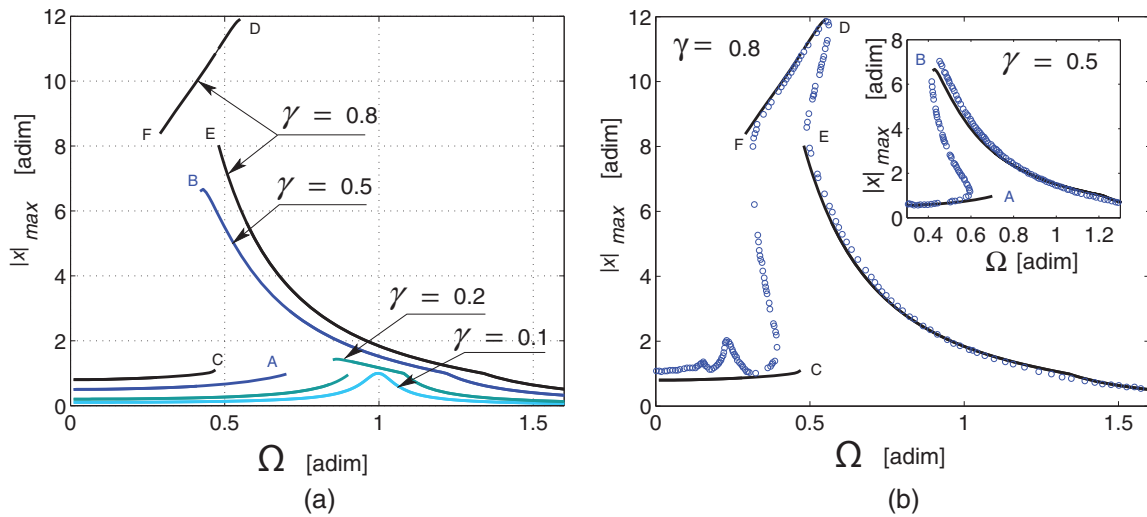 12
10
8
6
4
2
0
|x| max [adim]
D
F
E
B
C
A
γ = 0.8
γ = 0.5
γ = 0.2
γ = 0.1
0 0.5 1 1.5
Ω [adim]
(a)
12
10
8
6
4
2
0
|x| max [adim]
γ = 0.8
D
F
E
C
0 0.5 1 1.5
Ω [adim]
(b)
8
6
4
2
0
|x| max [adim]
B
γ = 0.5
A
0.4 0.6 0.8 1 1.2
Ω [adim]